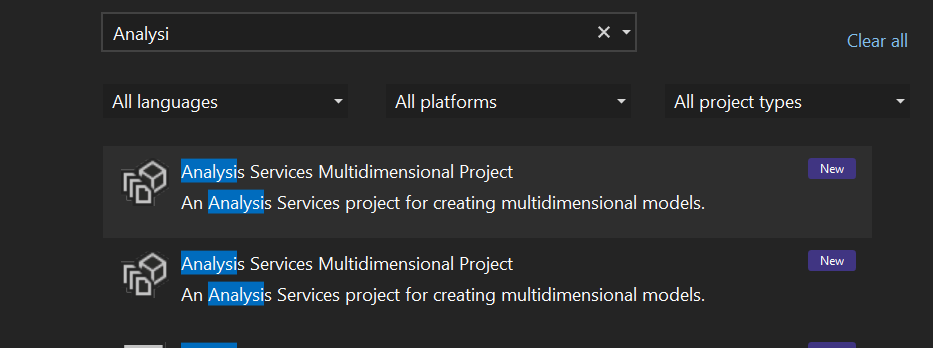 Analysi
Clear all
All languages
All platforms
All project types
Analysis Services Multidimensional Project
New
An Analysis Services project for creating multidimensional models.
Analysis Services Multidimensional Project
New
An Analysis Services project for creating multidimensional models.